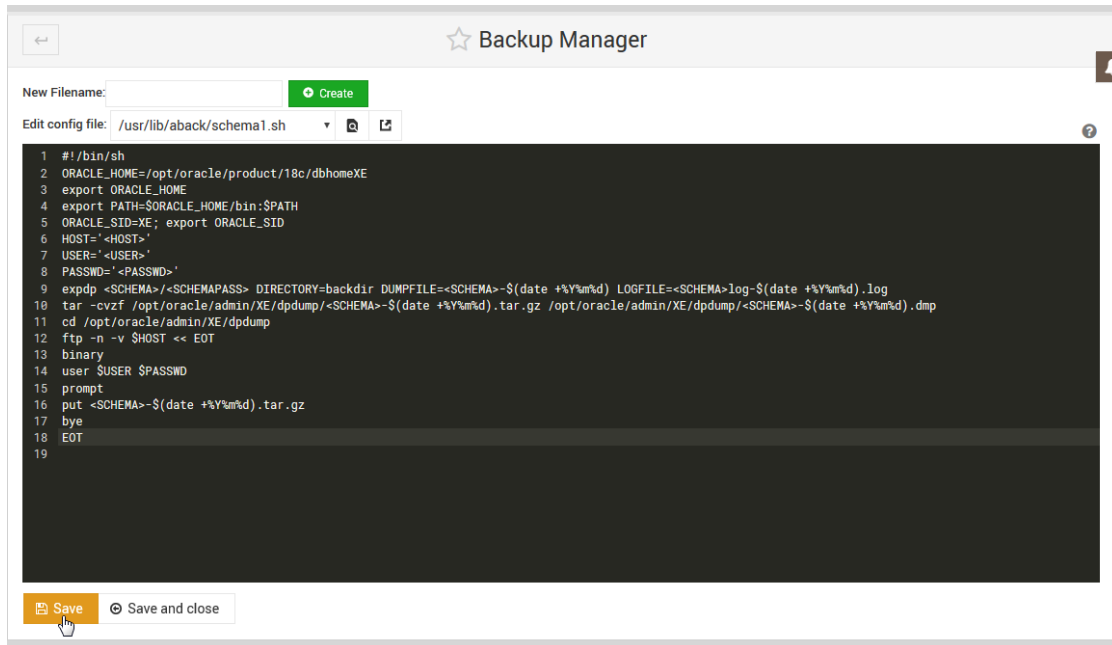 Backup Manager
New Filename:
Create
Edit config file: /usr/lib/aback/schema1.sh
1 #!/bin/sh
2 ORACLE_HOME=/opt/oracle/product/18c/dbhomeXE
3 export ORACLE_HOME
4 export PATH=$ORACLE_HOME/bin:$PATH
5 ORACLE_SID=XE; export ORACLE_SID
6 HOST='<HOST>'
7 USER='<USER>'
8 PASSWD='<PASSWD>'
9 expdp <SCHEMA>/<SCHEMAPASS> DIRECTORY=backdir DUMPFILE=<SCHEMA>-$(date +%Y%m%d) LOGFILE=<SCHEMA>log-$(date +%Y%m%d).log
10 tar -cvzf /opt/oracle/admin/XE/dpdump/<SCHEMA>-$(date +%Y%m%d).tar.gz /opt/oracle/admin/XE/dpdump/<SCHEMA>-$(date +%Y%m%d).dmp
11 cd /opt/oracle/admin/XE/dpdump
12 ftp -n -v $HOST << EOT
13 binary
14 user $USER $PASSWD
15 prompt
16 put <SCHEMA>-$(date +%Y%m%d).tar.gz
17 bye
18 EOT
19
Save
Save and close